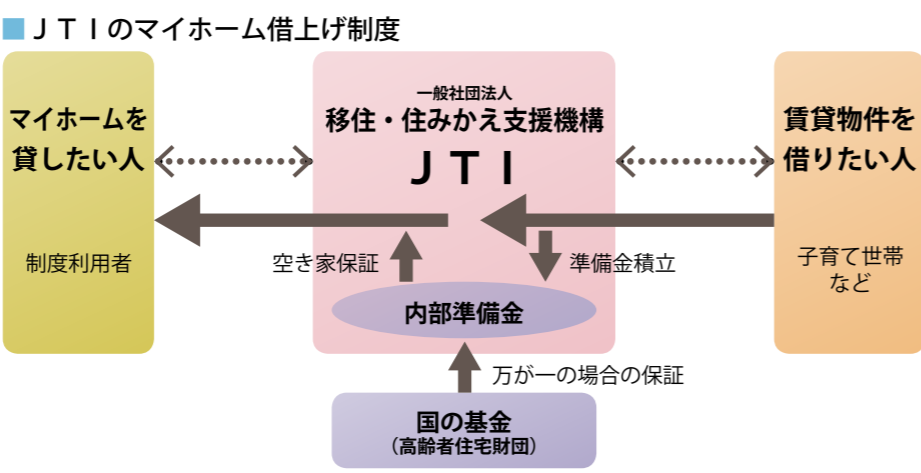 ■ＪＴＩのマイホーム借上げ制度
マイホームを
貸したい人
制度利用者
一般社団法人
移住・住みかえ支援機構
ＪＴＩ
賃貸物件を
借りたい人
子育て世帯
など
空き家保証
準備金積立
内部準備金
万が一の場合の保証
国の基金
（高齢者住宅財団）